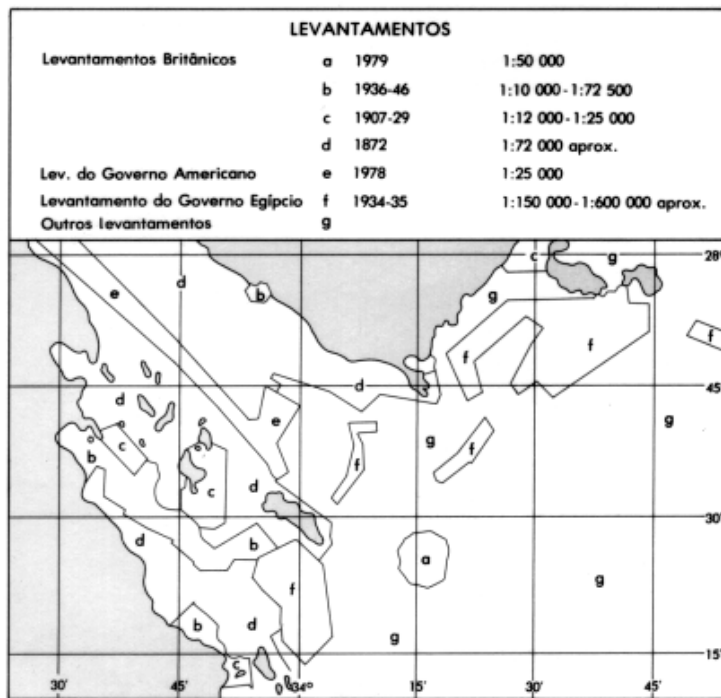 LEVANTAMENTOS
Levantamentos Britânicos a 1979 1:50 000
b 1936-46 1:10 000 - 1:72 500
c 1907-29 1:12 000 - 1:25 000
d 1872 1:72 000 aprox.
Lev. do Governo Americano e 1978 1:25 000
Levantamento do Governo Egípcio f 1934-35 1:150 000 - 1:600 000 aprox.
Outros levantamentos g
c g 28°
d
e b g
f f f
d 45'
d e g
c g
b f f
d
c
30'
d b
a
f g
b d g
15'
c
30' 45' 34° 15' 30' 45'